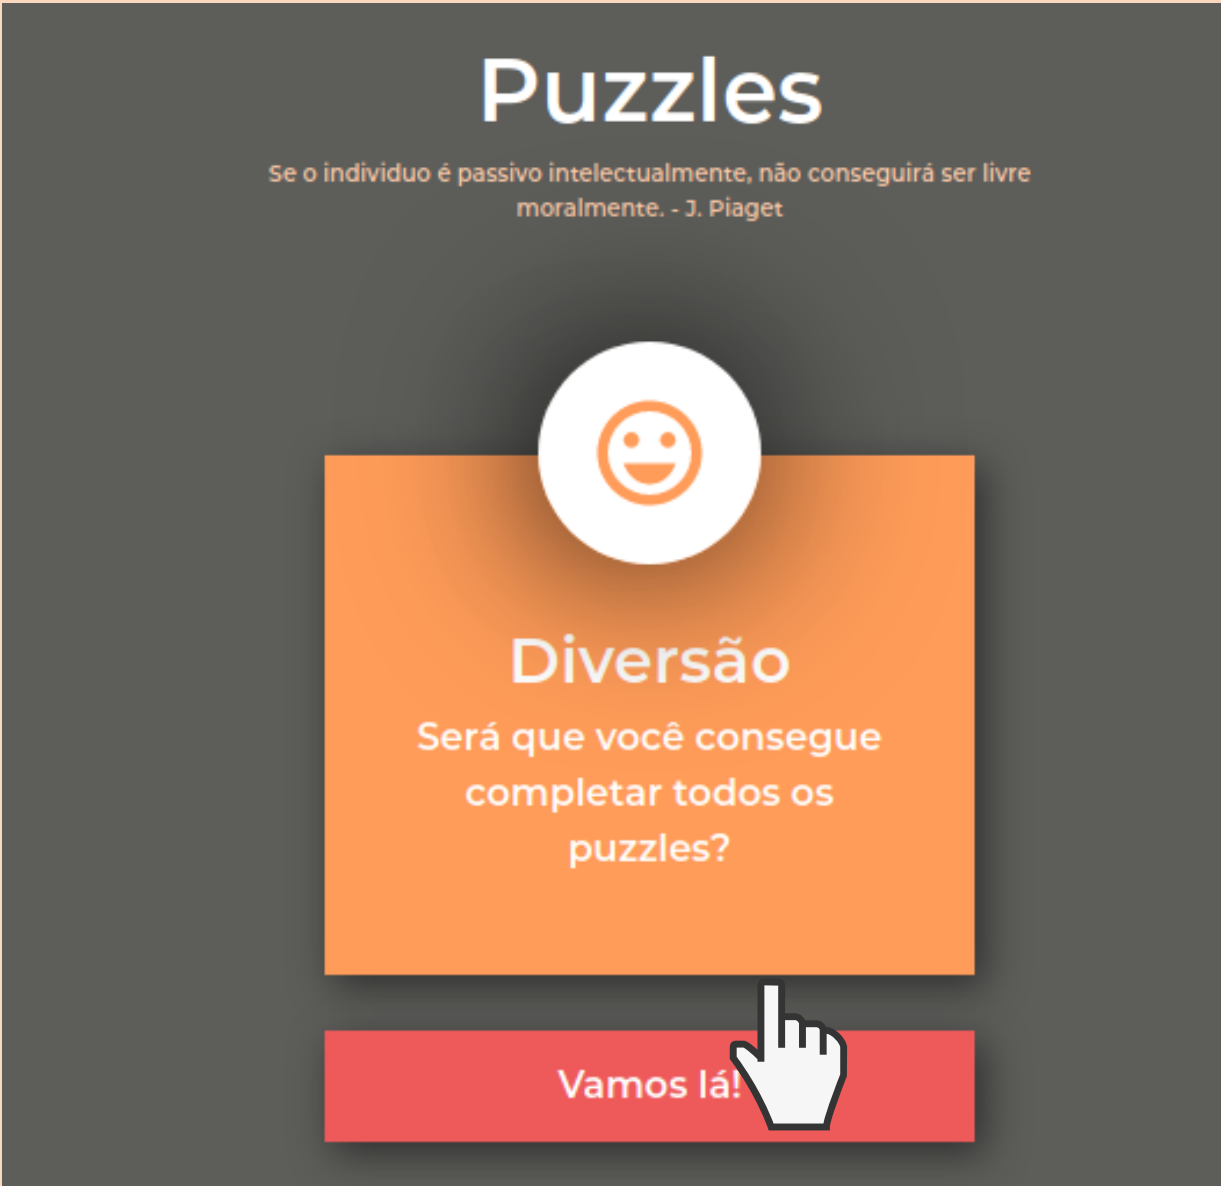 Puzzles
Se o individuo é passivo intelectualmente, não conseguirá ser livre
moralmente. - J. Piaget
Diversão
Será que você consegue
completar todos os
puzzles?
Vamos lá!